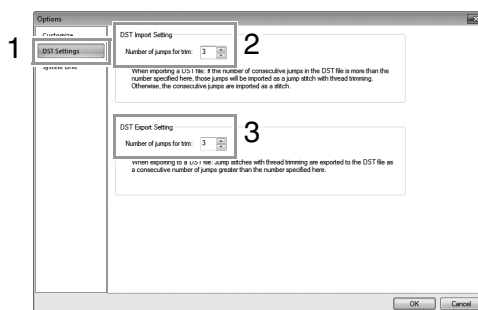 Options
Customize
1
DST Settings
System Unit
DST Import Setting
Number of jumps for trim: 3
2
When importing a DST file: If the number of consecutive jumps in the DST file is more than the
number specified here, those jumps will be imported as a jump stitch with thread trimming.
Otherwise, the consecutive jumps are imported as a stitch.
DST Export Setting
Number of jumps for trim: 3
3
When exporting to a DST file: Jump stitches with thread trimming are exported to the DST file as
a consecutive number of jumps greater than the number specified here.
OK
Cancel